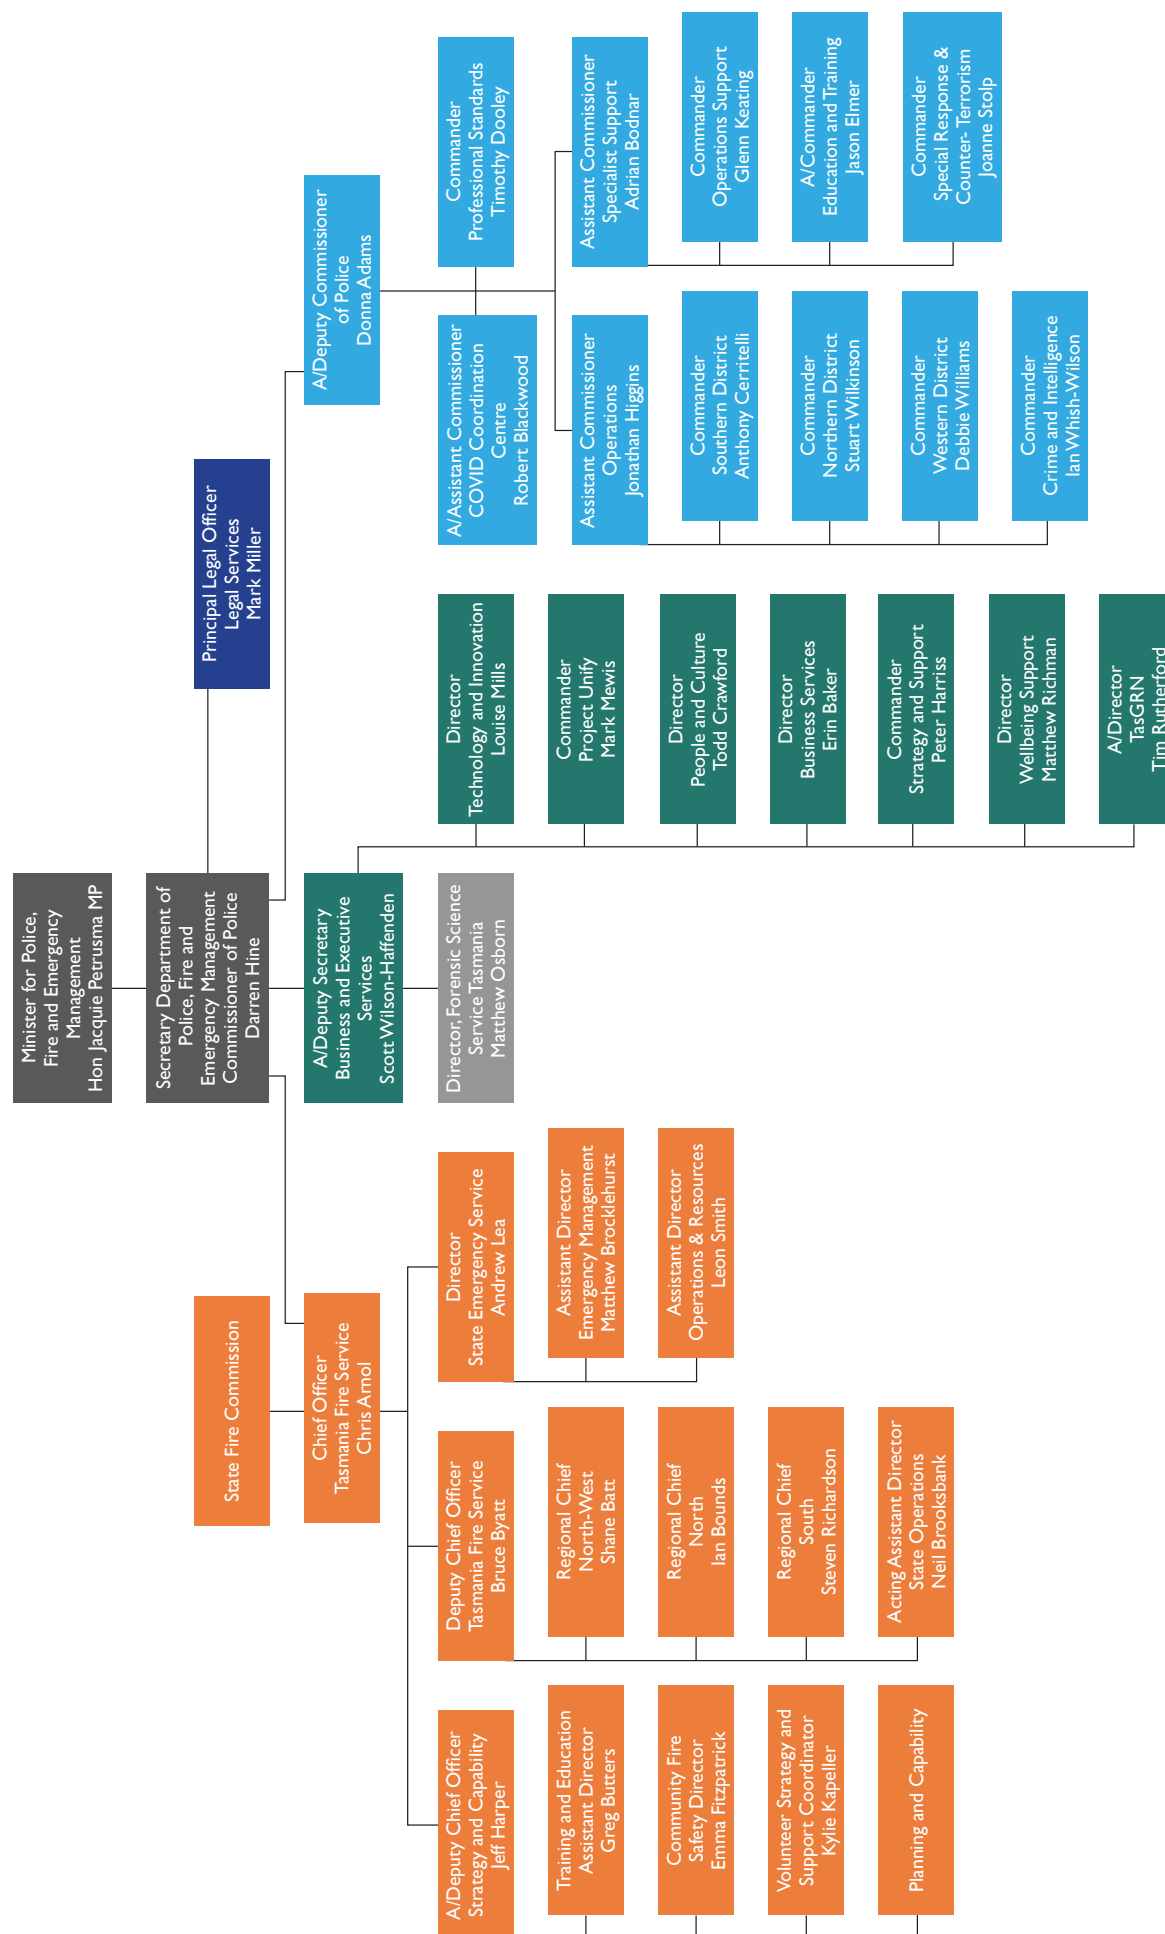 Minister for Police,
Fire and Emergency
Management
Hon Jacquie Petrusma MP
Secretary Department of
Police, Fire and
Emergency Management
Commissioner of Police
Darren Hine
Principal Legal Officer
Legal Services
Mark Miller
State Fire Commission
Chief Officer
Tasmania Fire Service
Chris Arnol
A/Deputy Secretary
Business and Executive
Services
Scott Wilson-Haffenden
A/Deputy Commissioner
of Police
Donna Adams
A/Deputy Chief Officer
Strategy and Capability
Jeff Harper
Training and Education
Assistant Director
Greg Butters
Community Fire
Safety Director
Emma Fitzpatrick
Volunteer Strategy and
Support Coordinator
Kylie Kapeller
Planning and Capability
Deputy Chief Officer
Tasmania Fire Service
Bruce Byatt
Regional Chief
North-West
Shane Batt
Regional Chief
North
Ian Bounds
Regional Chief
South
Steven Richardson
Acting Assistant Director
State Operations
Neil Brooksbank
Director
State Emergency Service
Andrew Lea
Assistant Director
Emergency Management
Matthew Brocklehurst
Assistant Director
Operations & Resources
Leon Smith
Director, Forensic Science
Service Tasmania
Matthew Osborn
Director
Technology and Innovation
Louise Mills
Commander
Project Unify
Mark Mewis
Director
People and Culture
Todd Crawford
Director
Business Services
Erin Baker
Commander
Strategy and Support
Peter Harriss
Director
Wellbeing Support
Matthew Richman
A/Director
TasGRN
Tim Rutherford
A/Assistant Commissioner
COVID Coordination
Centre
Robert Blackwood
Commander
Professional Standards
Timothy Dooley
Assistant Commissioner
Operations
Jonathan Higgins
Commander
Southern District
Anthony Cerritelli
Commander
Northern District
Stuart Wilkinson
Commander
Western District
Debbie Williams
Commander
Crime and Intelligence
Ian Whish-Wilson
Assistant Commissioner
Specialist Support
Adrian Bodnar
Commander
Operations Support
Glenn Keating
A/Commander
Education and Training
Jason Elmer
Commander
Special Response &
Counter- Terrorism
Joanne Stolp